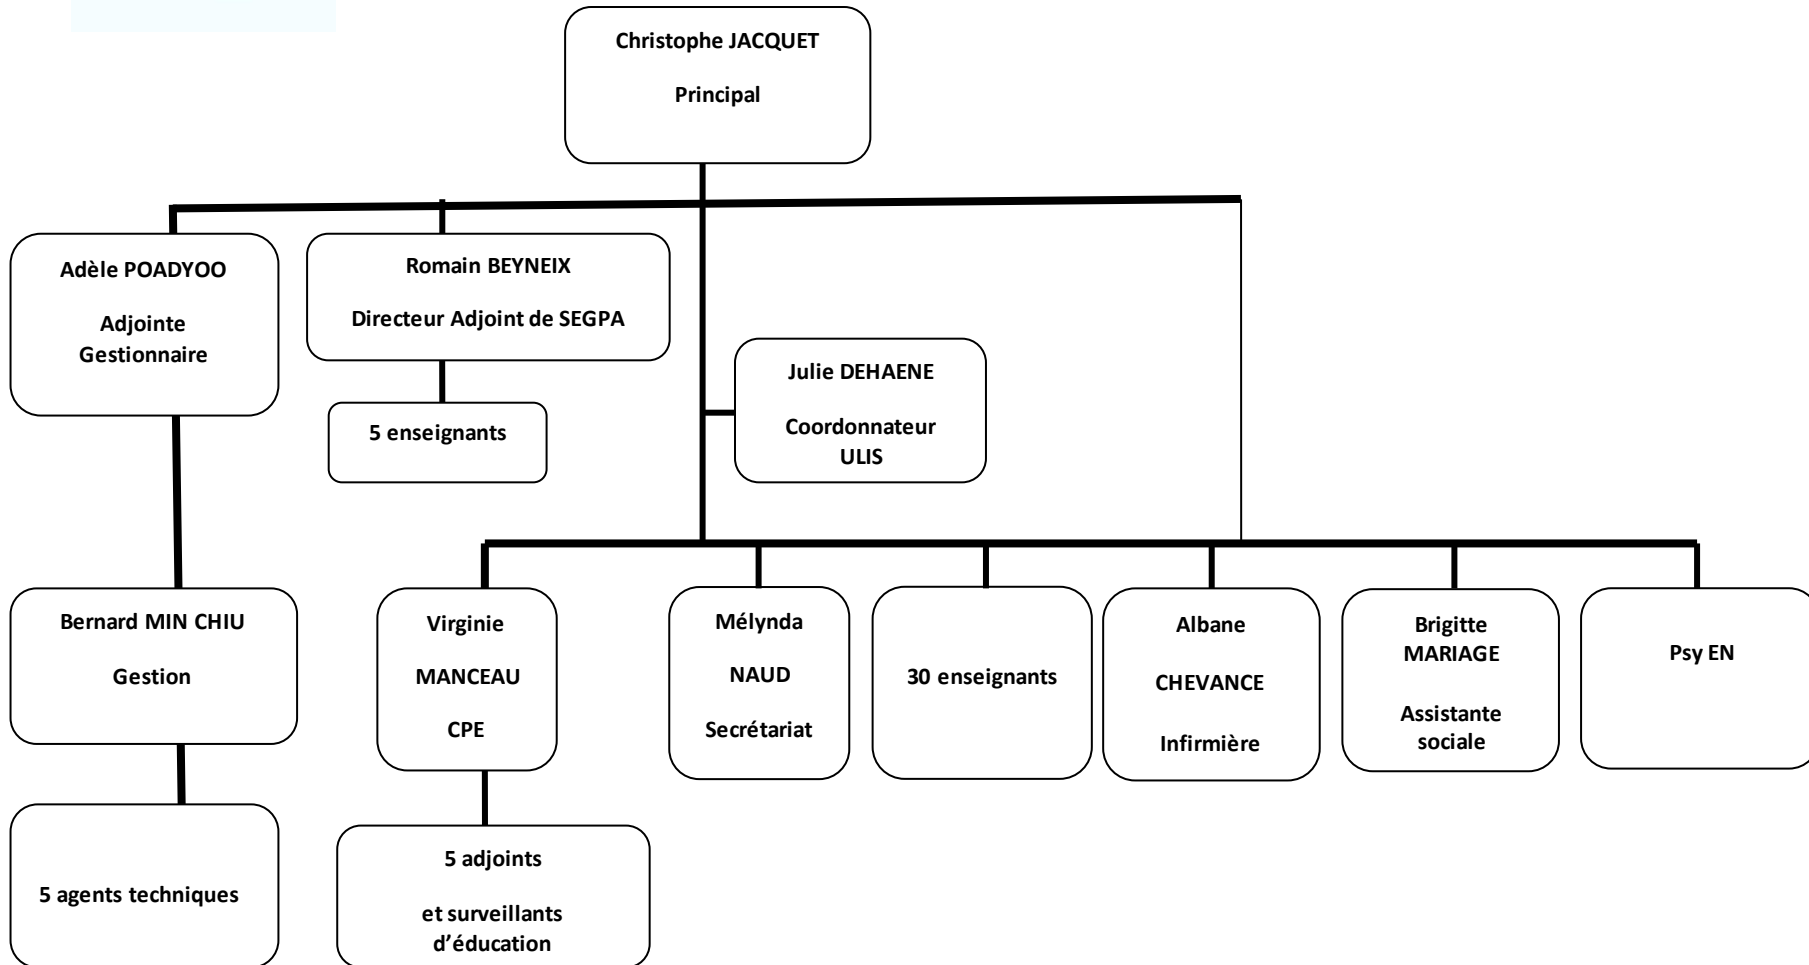 Christophe JACQUET
Principal
Adèle POADYOO
Adjointe
Gestionnaire
Romain BEYNEIX
Directeur Adjoint de SEGPA
5 enseignants
Julie DEHAENE
Coordonnateur
ULIS
Bernard MIN CHIU
Gestion
Virginie
MANCEAU
CPE
Mélynda
NAUD
Secrétariat
30 enseignants
Albane
CHEVANCE
Infirmière
Brigitte
MARIAGE
Assistante
sociale
Psy EN
5 agents techniques
5 adjoints
et surveillants
d’éducation